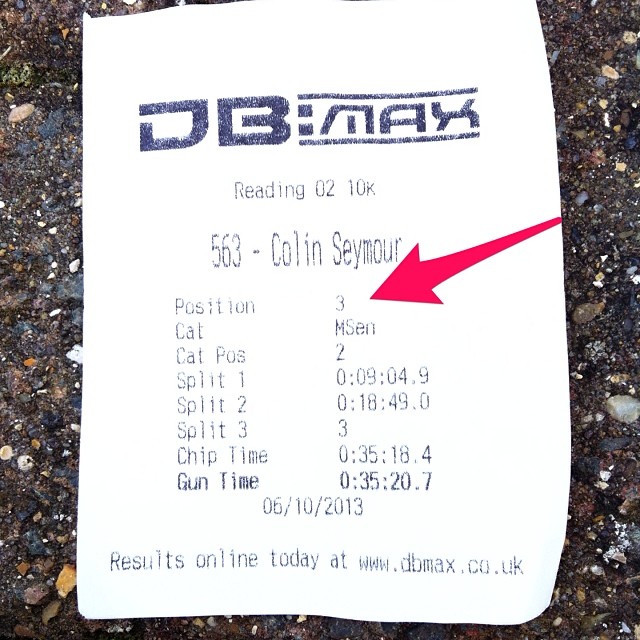 DB:MAX
Reading O2 10K
563 - Colin Seymour
Position 3
Cat MSen
Cat Pos 2
Split 1 0:09:04.9
Split 2 0:18:49.0
Split 3 3
Chip Time 0:35:18.4
Gun Time 0:35:20.7
06/10/2013
Results online today at www.dbmax.co.uk